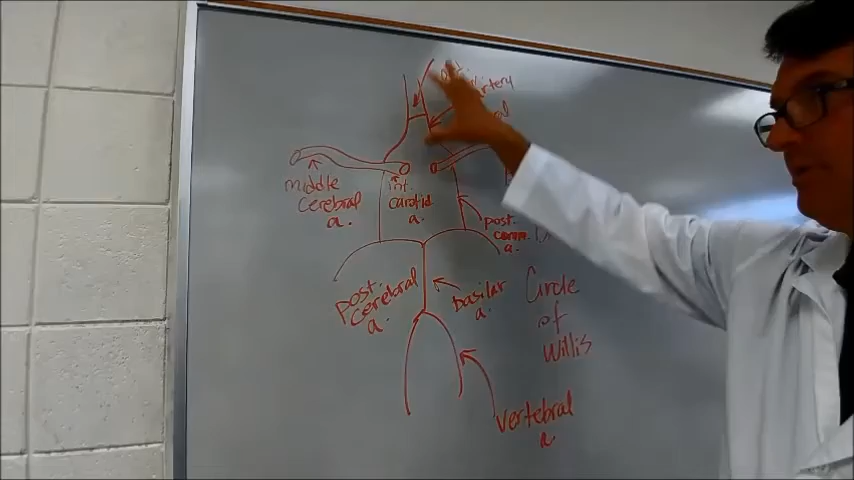 artery
middle
cerebral
a.
int.
carotid
a.
post.
comm.
a.
post.
cerebral
a.
basilar
a.
Circle
of
Willis
vertebral
a.